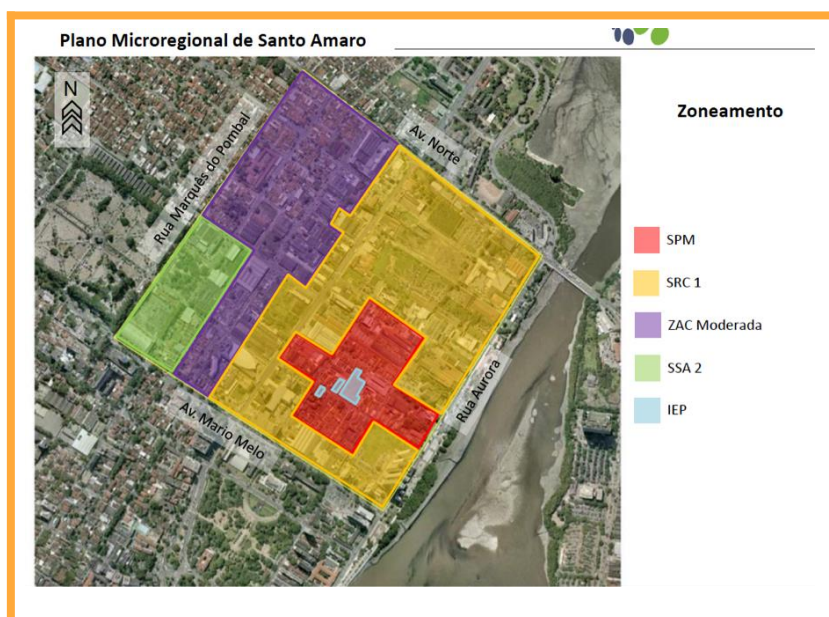 Plano Microregional de Santo Amaro
N
Rua Marquês do Pombal
Av. Norte
Av. Mario Melo
Rua Aurora
Zoneamento
SPM
SRC 1
ZAC Moderada
SSA 2
IEP